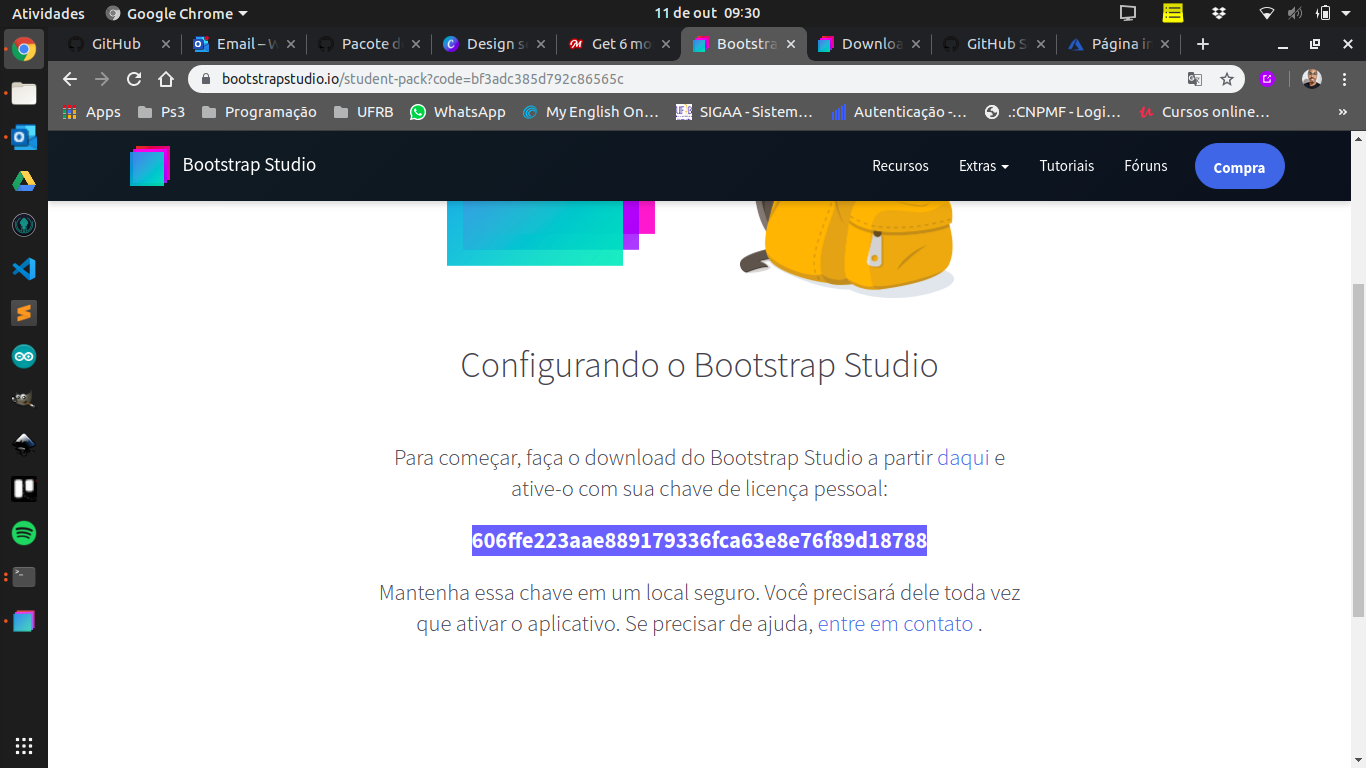 Atividades Google Chrome 11 de out 09:30
GitHub Email – W Pacote de Design se Get 6 mo Bootstra Downloa GitHub S Página in
bootstrapstudio.io/student-pack?code=bf3adc385d792c86565c
Apps Ps3 Programação UFRB WhatsApp My English On... SIGAA - Sistem... Autenticação -... .:CNPMF - Logi... Cursos online... »
Bootstrap Studio Recursos Extras Tutoriais Fóruns Compra
Configurando o Bootstrap Studio
Para começar, faça o download do Bootstrap Studio a partir daqui e
ative-o com sua chave de licença pessoal:
606ffe223aae889179336fca63e8e76f89d18788
Mantenha essa chave em um local seguro. Você precisará dele toda vez
que ativar o aplicativo. Se precisar de ajuda, entre em contato .